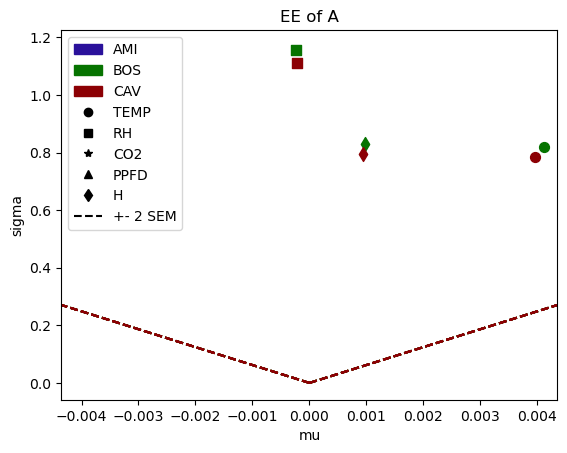 EE of A
AMI
BOS
CAV
TEMP
RH
CO2
PPFD
H
+- 2 SEM
sigma
1.2
1.0
0.8
0.6
0.4
0.2
0.0
−0.004 −0.003 −0.002 −0.001 0.000 0.001 0.002 0.003 0.004
mu